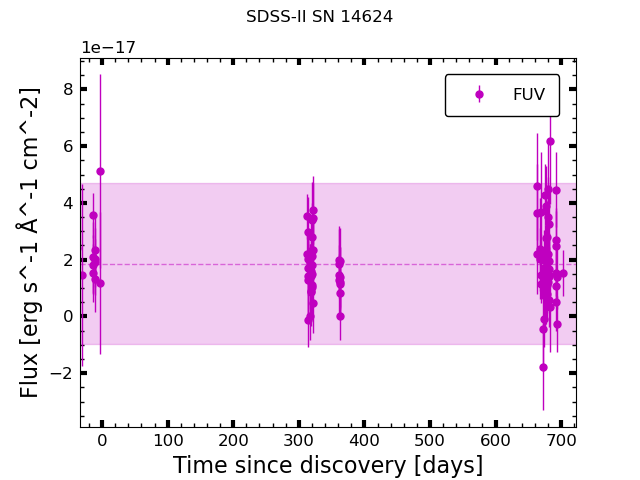 SDSS-II SN 14624
1e−17
FUV
8
6
4
2
0
−2
Flux [erg s^-1 Å^-1 cm^-2]
0 100 200 300 400 500 600 700
Time since discovery [days]